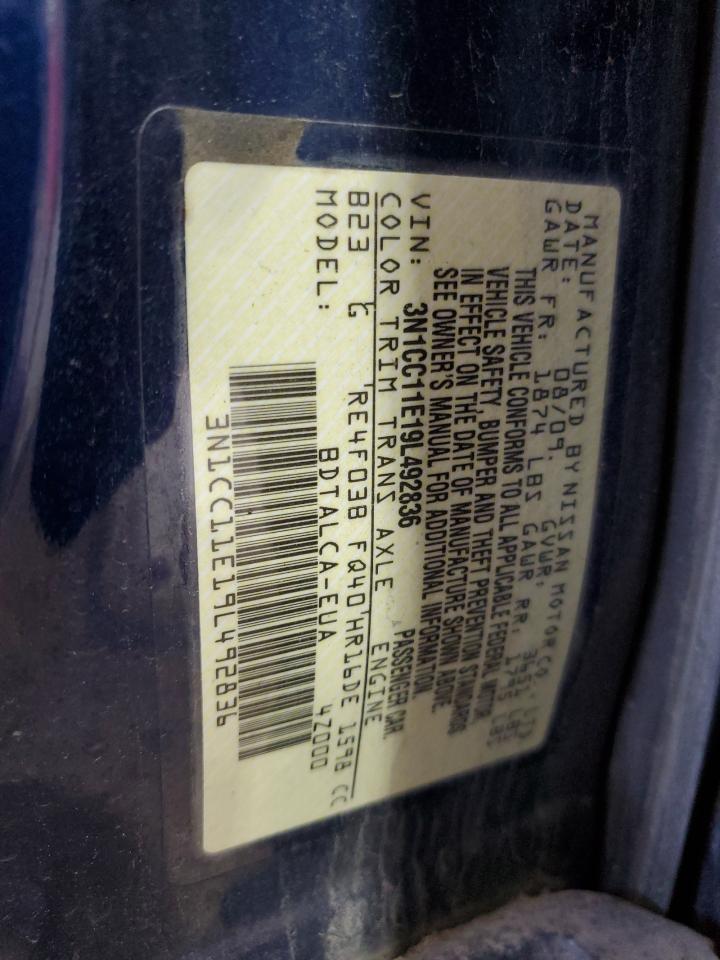 MANUFACTURED BY NISSAN MOTOR CO
DATE: 08/09. GVWR: 3651
GAWR FR: 1874 LBS GAWR RR: 1795 LBS
THIS VEHICLE CONFORMS TO ALL APPLICABLE FEDERAL MOTOR
VEHICLE SAFETY, BUMPER AND THEFT PREVENTION STANDARDS
IN EFFECT ON THE DATE OF MANUFACTURE SHOWN ABOVE.
SEE OWNER'S MANUAL FOR ADDITIONAL INFORMATION.
VIN: 3N1CC11E19L492836 PASSENGER CAR.
COLOR TRIM TRANS AXLE ENGINE
B23 G RE4F03B FQ40 HR16DE 1598 CC
MODEL: BDTALCA-EUA 4Z000
3N1CC11E19L492836